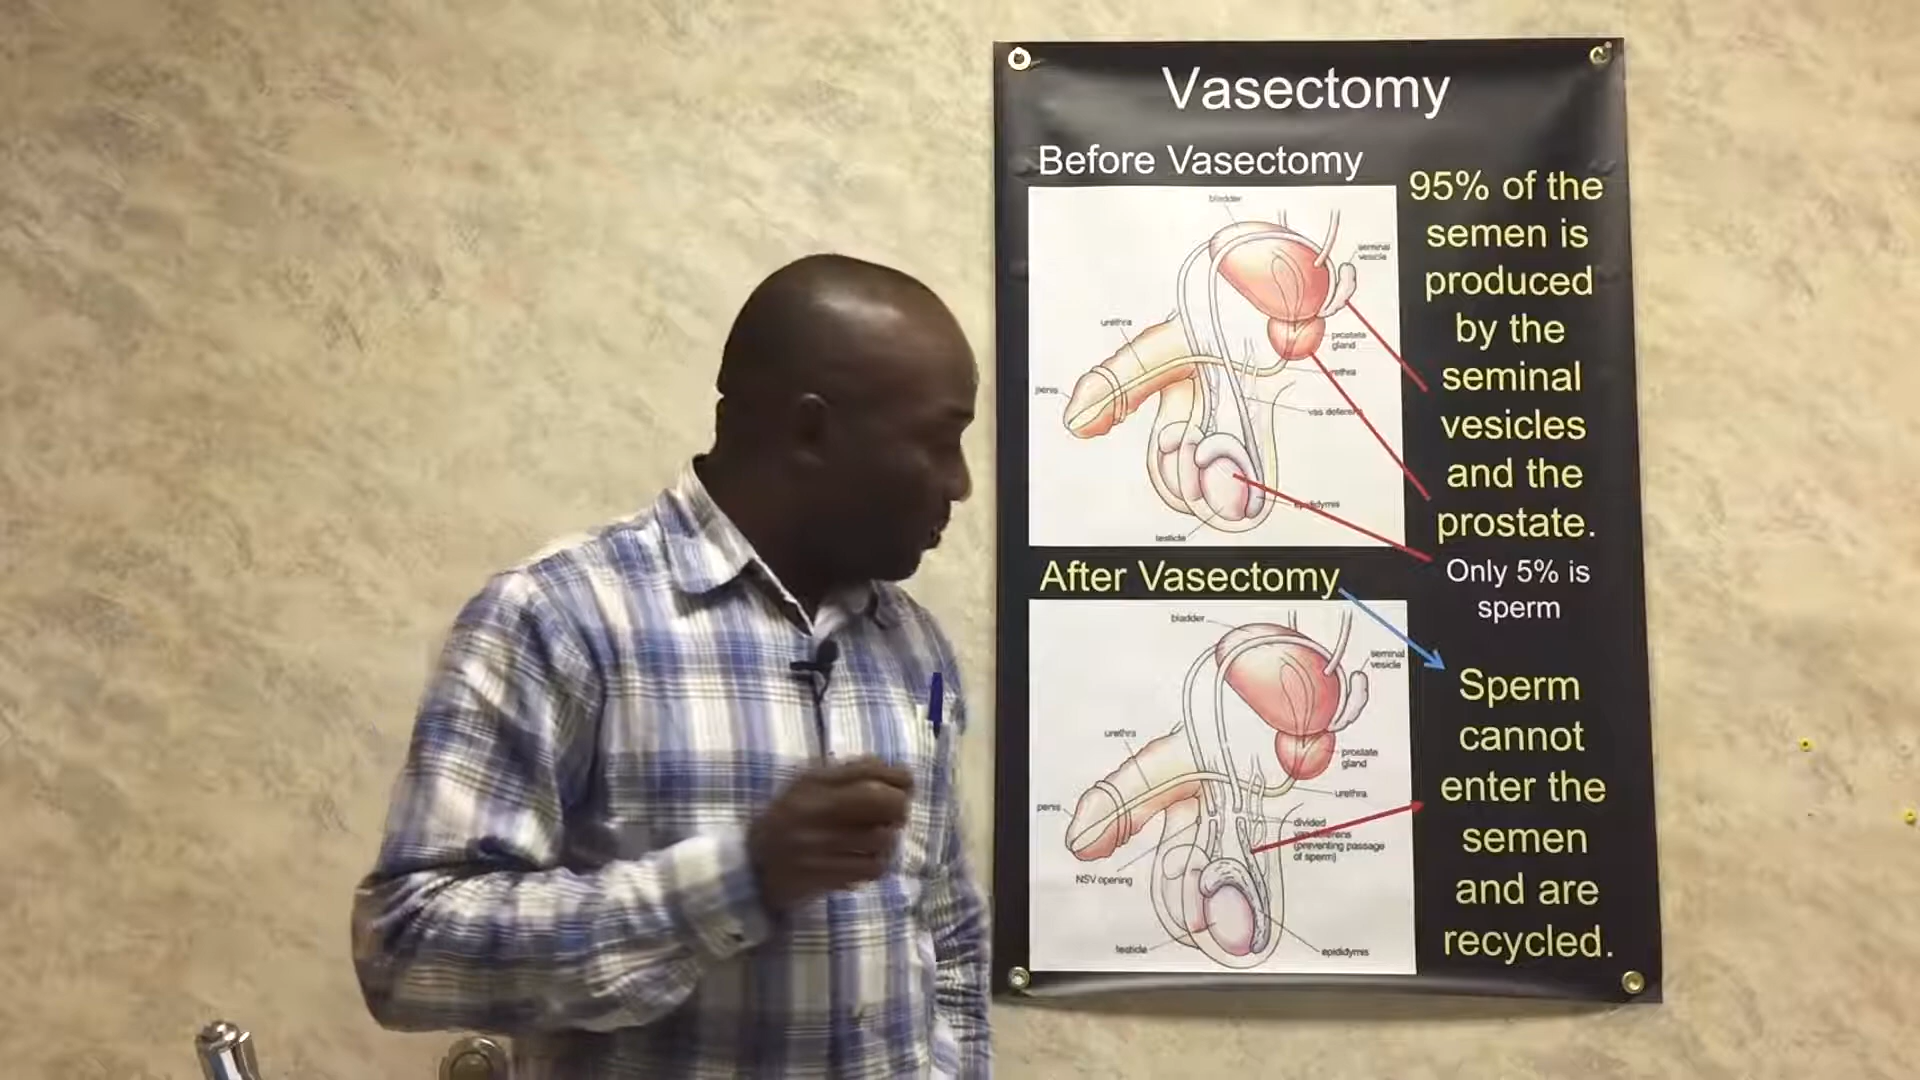 Vasectomy
Before Vasectomy
bladder
seminal
vesicle
urethra
prostate
gland
urethra
penis
vas deferens
epididymis
testicle
95% of the
semen is
produced
by the
seminal
vesicles
and the
prostate.
Only 5% is
sperm
After Vasectomy
bladder
seminal
vesicle
urethra
prostate
gland
urethra
penis
divided
vas deferens
(preventing passage
of sperm)
NSV opening
testicle
epididymis
Sperm
cannot
enter the
semen
and are
recycled.